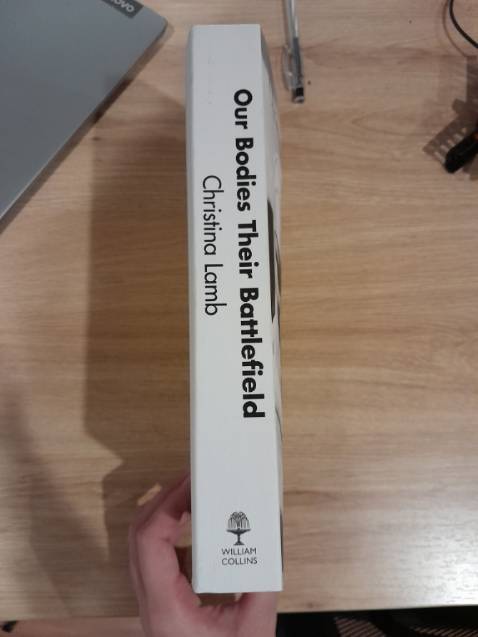 Our Bodies Their Battlefield
Christina Lamb
WILLIAM
COLLINS